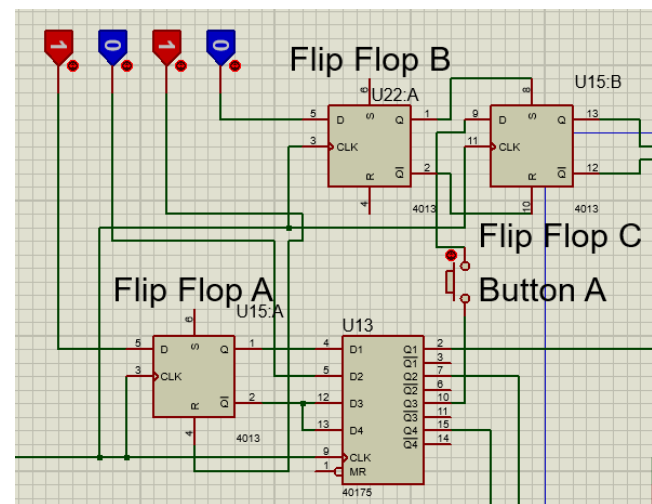 1 0 1 0
Flip Flop B
U22:A
6
S
5 D Q 1
3 CLK
Q 2
R
4
4013
U15:B
8
S
9 D Q 13
11 CLK
Q 12
R
10
4013
Flip Flop C
Button A
Flip Flop A
U15:A
6
S
5 D Q 1
3 CLK
Q 2
R
4
4013
U13
4 D1 Q1 2
Q1 3
5 D2 Q2 7
Q2 6
12 D3 Q3 10
Q3 11
13 D4 Q4 15
Q4 14
9 CLK
1 MR
40175